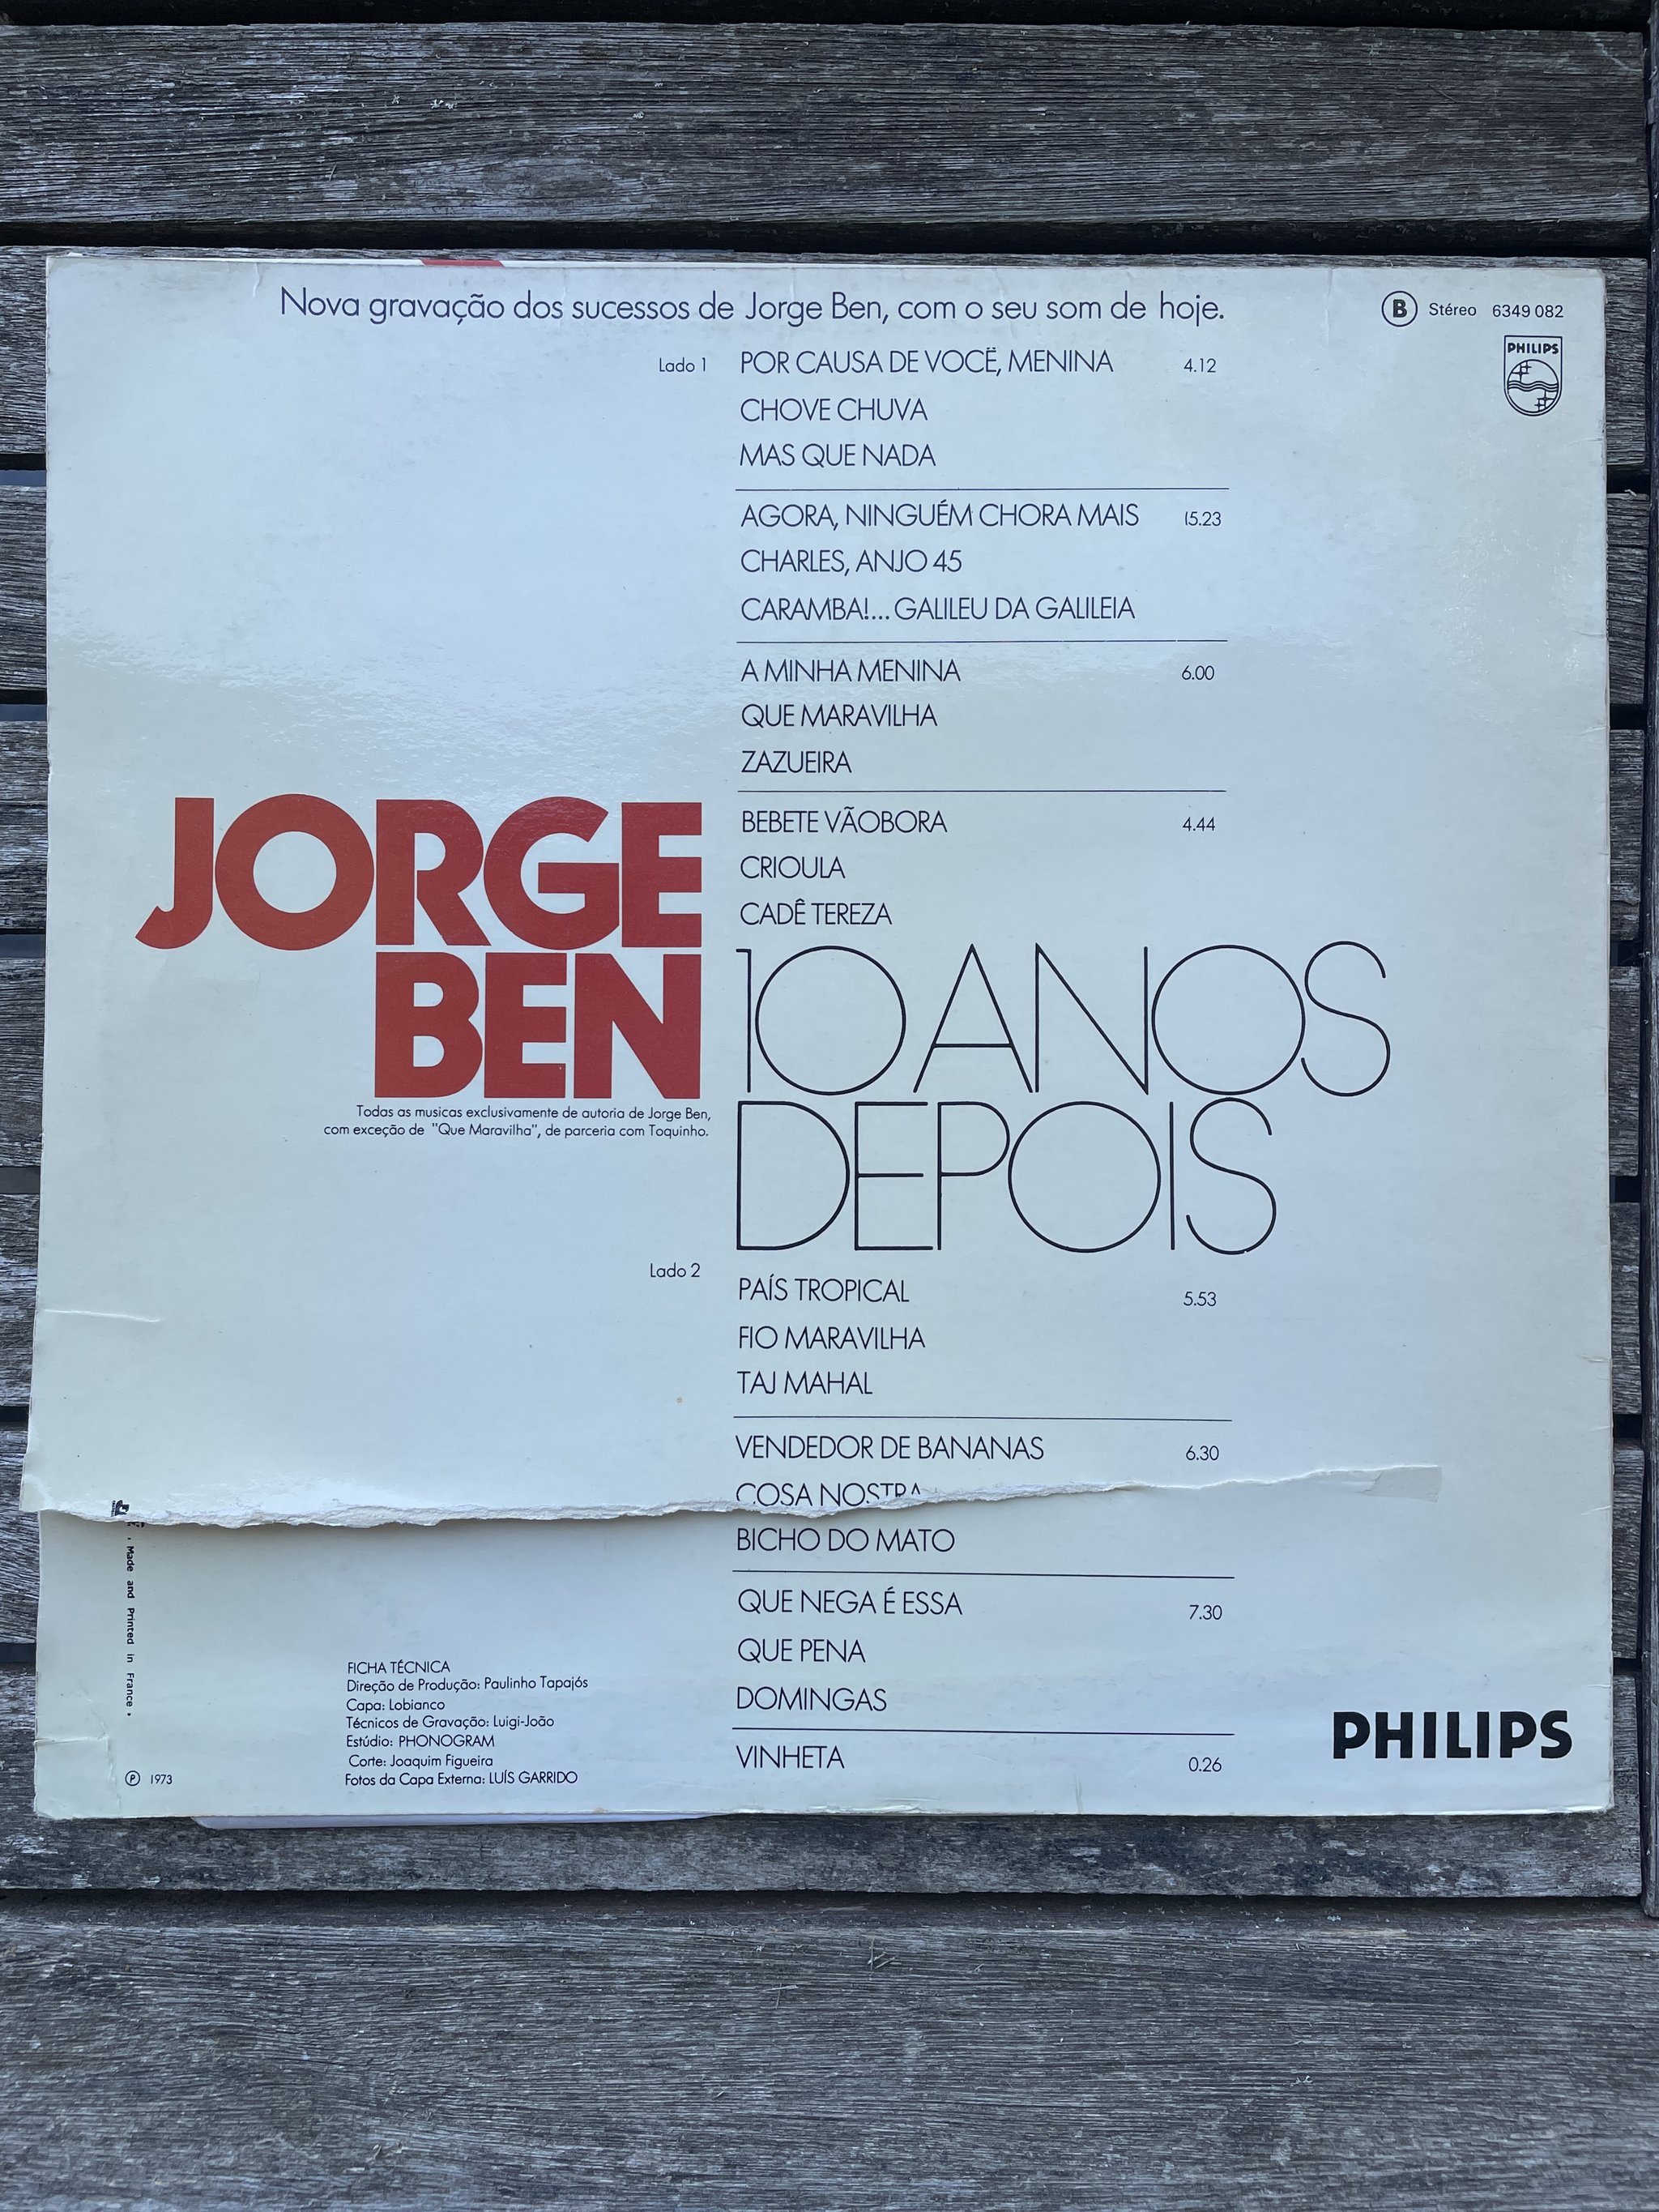 Nova gravação dos sucessos de Jorge Ben, com o seu som de hoje.
B Stéreo 6349 082
PHILIPS
Lado 1
POR CAUSA DE VOCÊ, MENINA 4.12
CHOVE CHUVA
MAS QUE NADA
AGORA, NINGUÉM CHORA MAIS (5.23
CHARLES, ANJO 45
CARAMBA!... GALILEU DA GALILEIA
A MINHA MENINA 6.00
QUE MARAVILHA
ZAZUEIRA
BEBETE VÃOBORA 4.44
CRIOULA
CADÊ TEREZA
JORGE
BEN
10 ANOS
DEPOIS
Todas as musicas exclusivamente de autoria de Jorge Ben,
com exceção de "Que Maravilha", de parceria com Toquinho.
Lado 2
PAÍS TROPICAL 5.53
FIO MARAVILHA
TAJ MAHAL
VENDEDOR DE BANANAS 6.30
COSA NOSTRA
BICHO DO MATO
QUE NEGA É ESSA 7.30
QUE PENA
DOMINGAS
VINHETA 0.26
Made and Printed in France
FICHA TÉCNICA
Direção de Produção: Paulinho Tapajós
Capa: Lobianco
Técnicos de Gravação: Luigi-João
Estúdio: PHONOGRAM
Corte: Joaquim Figueira
Fotos da Capa Externa: LUÍS GARRIDO
℗ 1973
PHILIPS